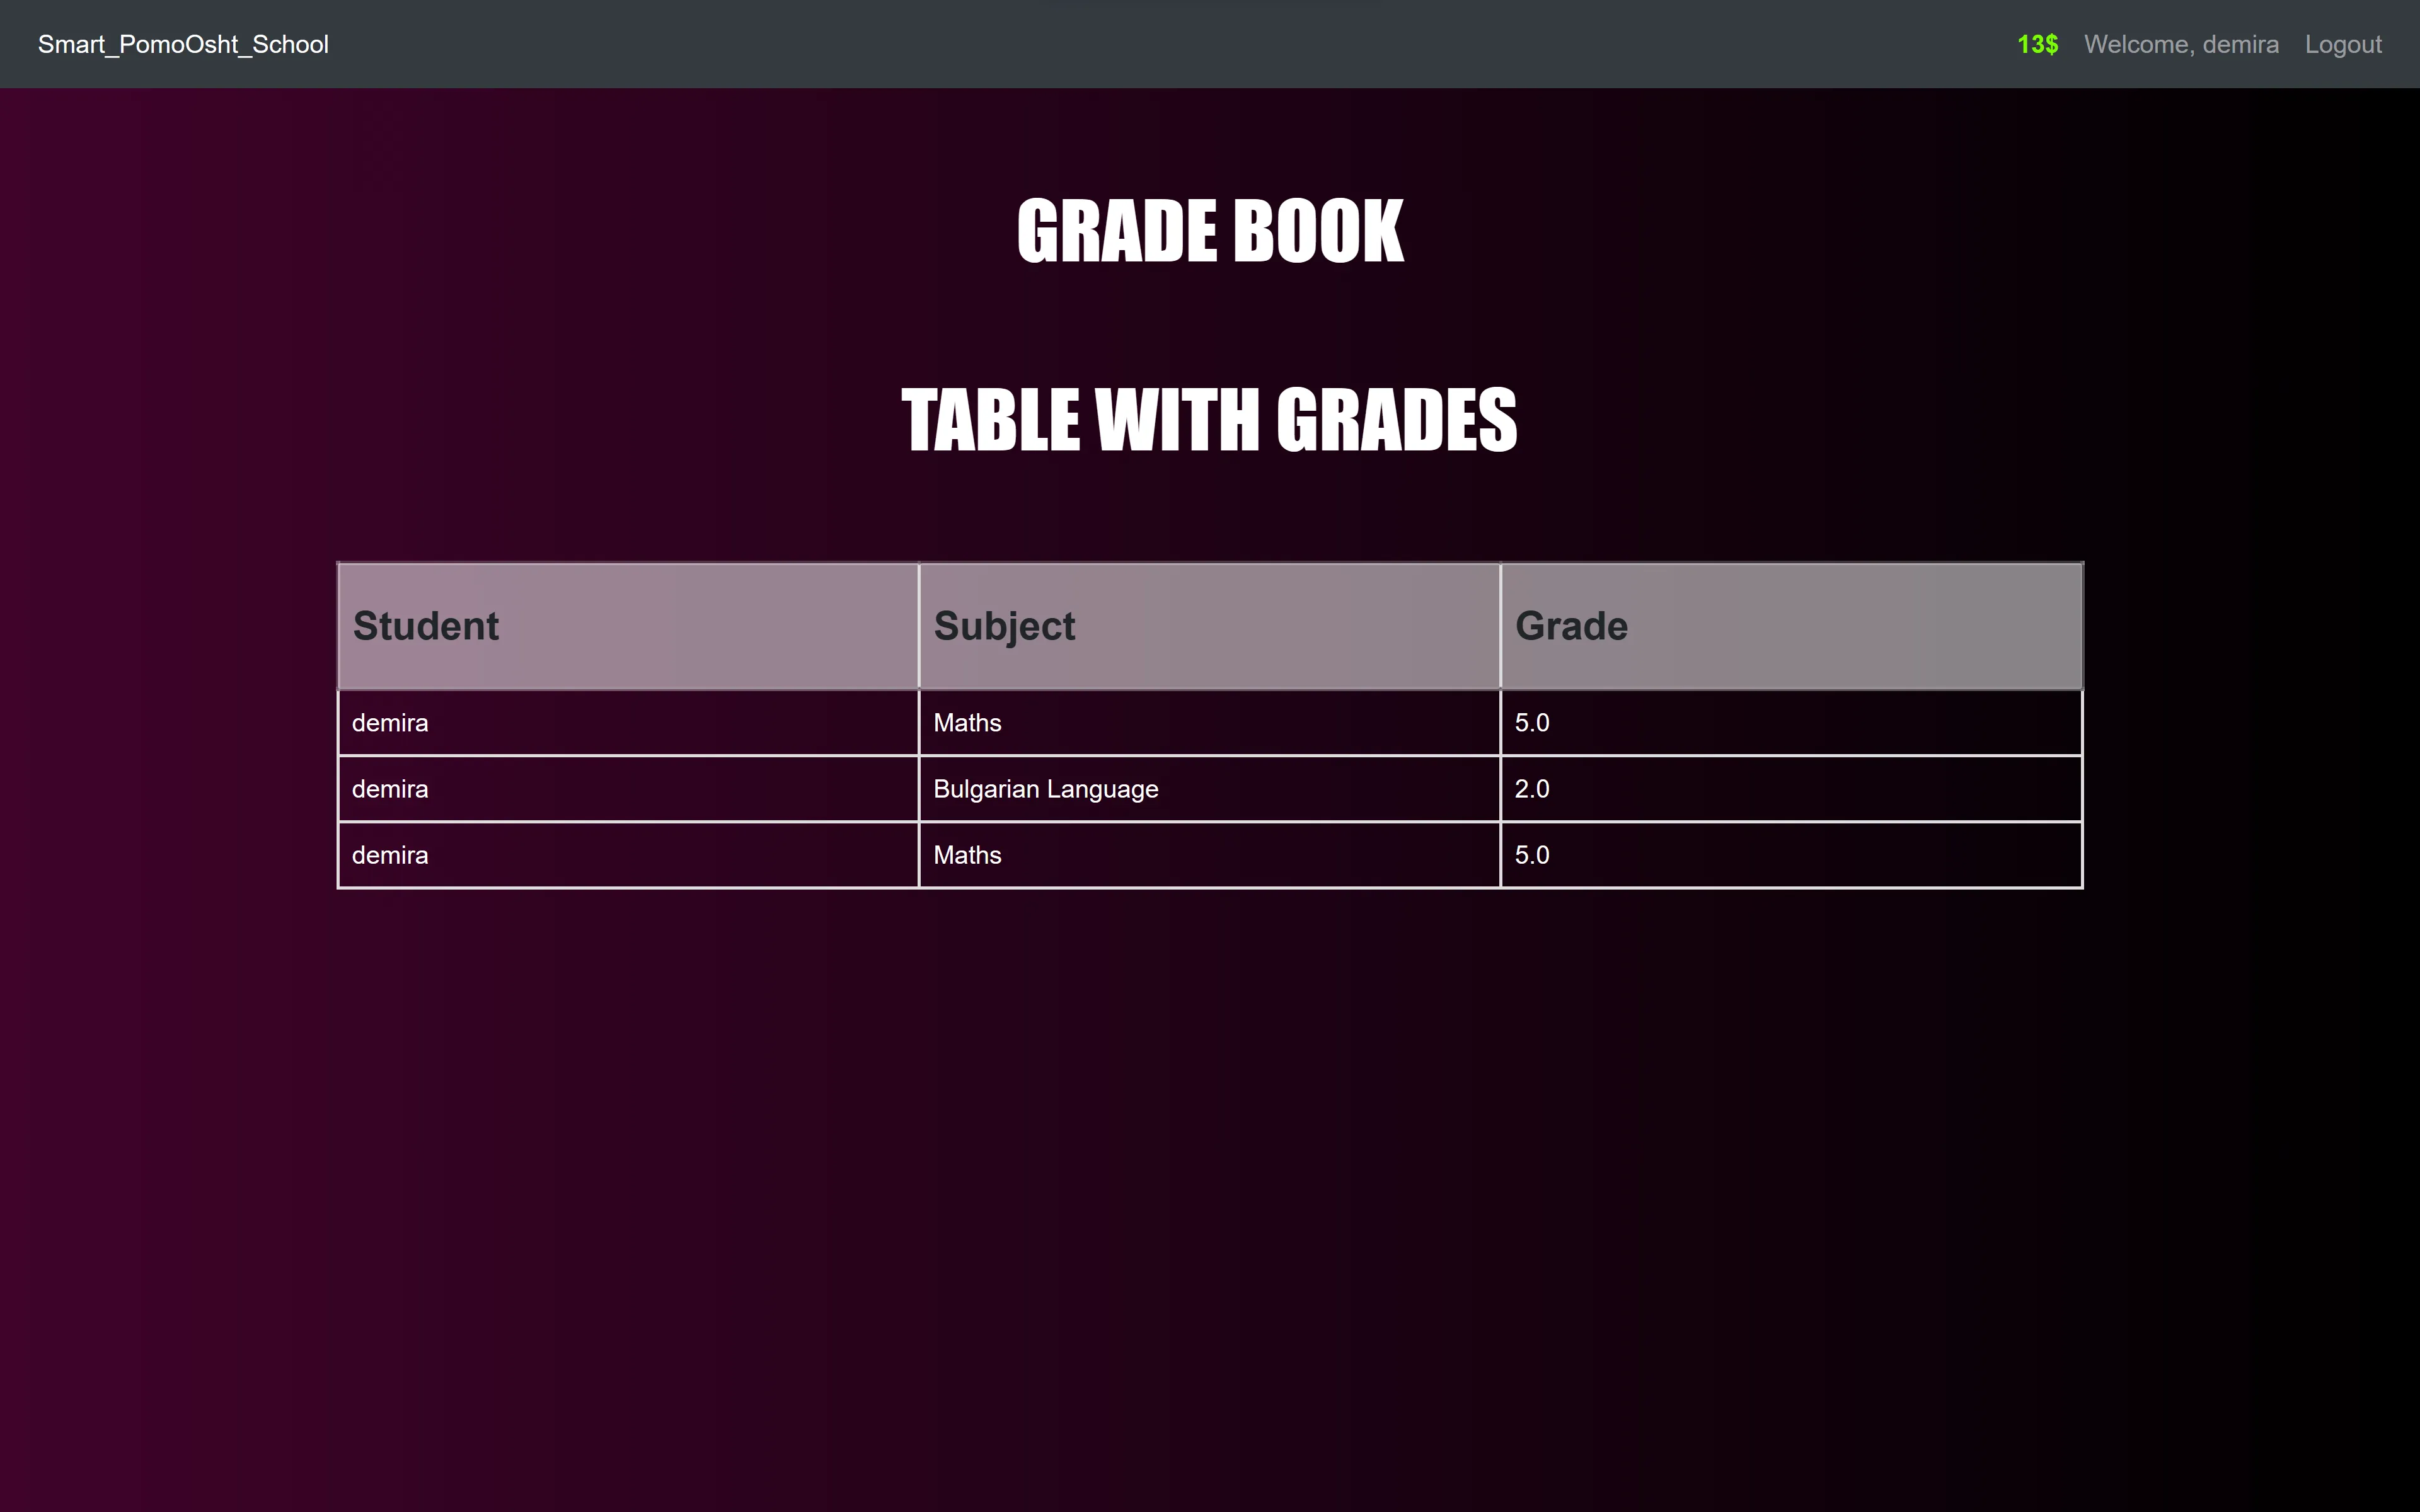 Smart_PomoOsht_School 13$ Welcome, demira Logout
GRADE BOOK
TABLE WITH GRADES
Student Subject Grade
demira Maths 5.0
demira Bulgarian Language 2.0
demira Maths 5.0